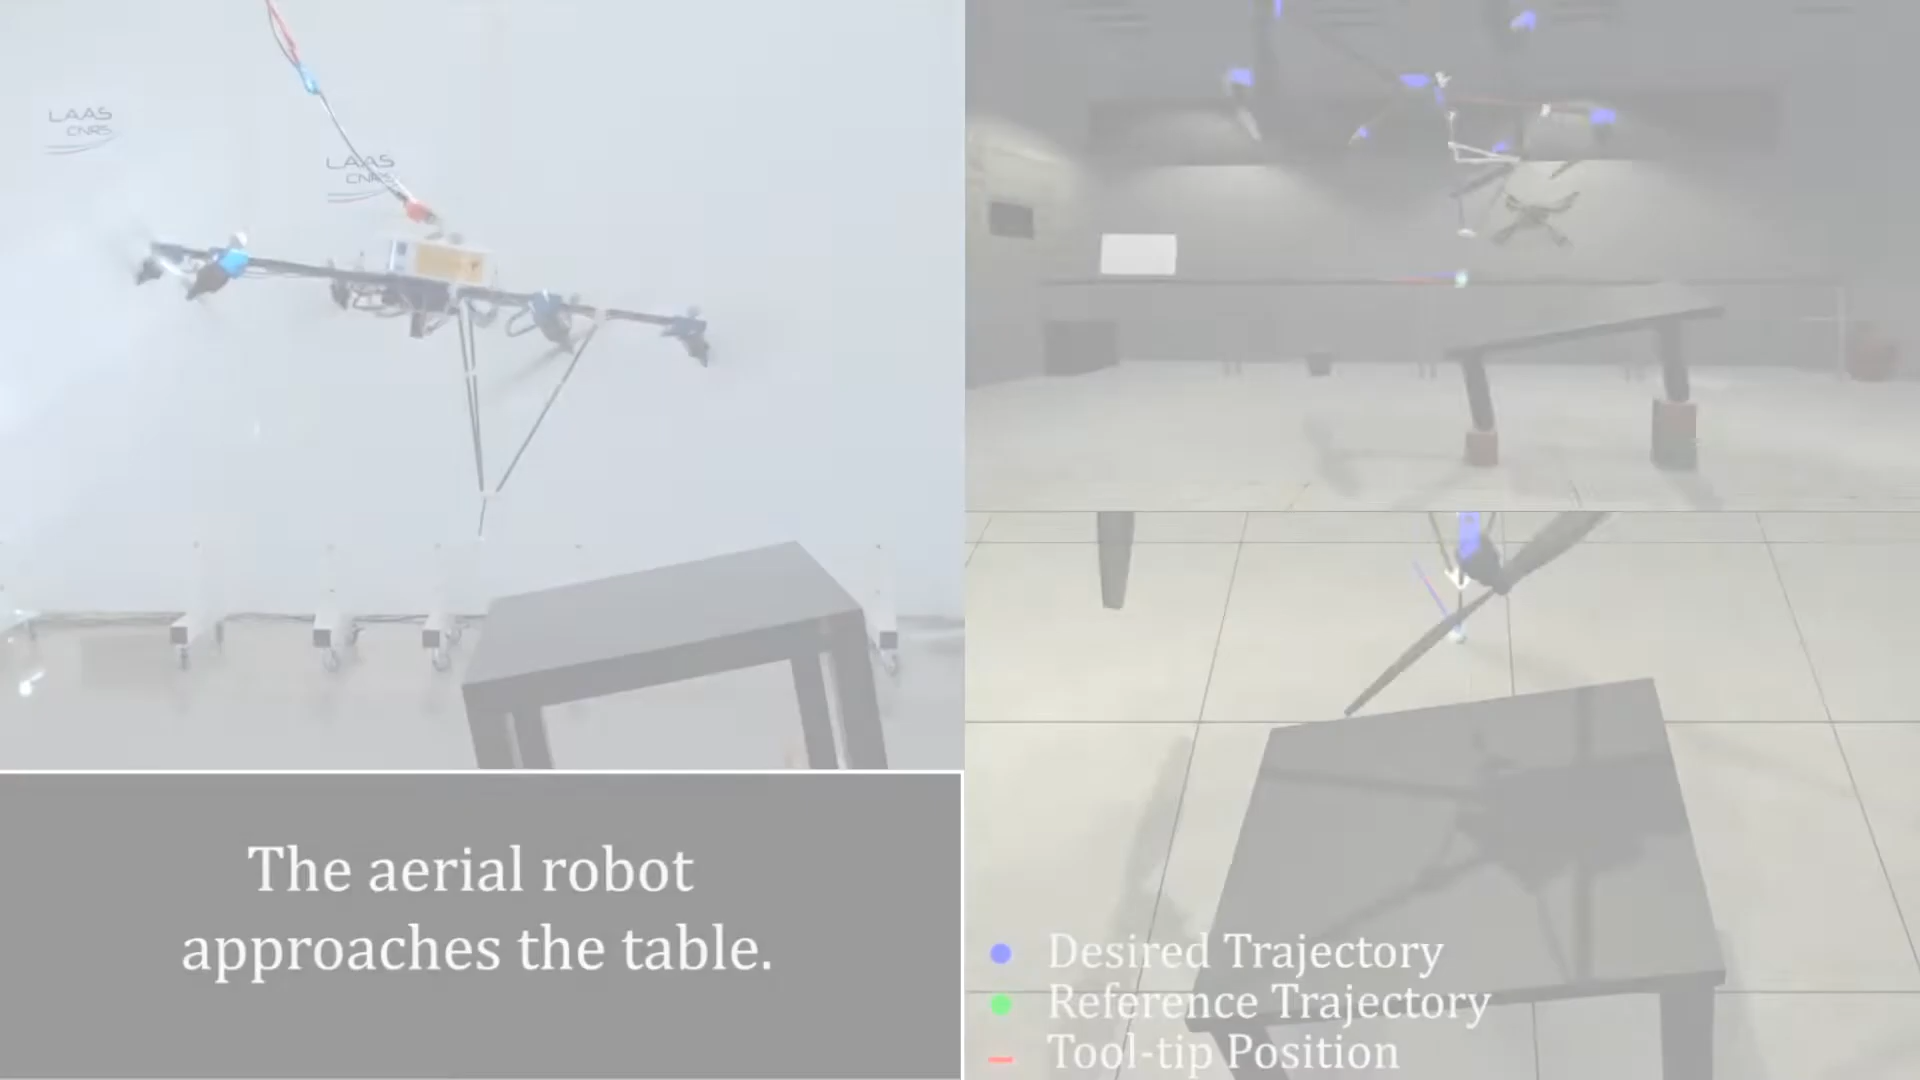 LAAS
CNRS
LAAS
CNRS
The aerial robot
approaches the table.
Desired Trajectory
Reference Trajectory
Tool-tip Position